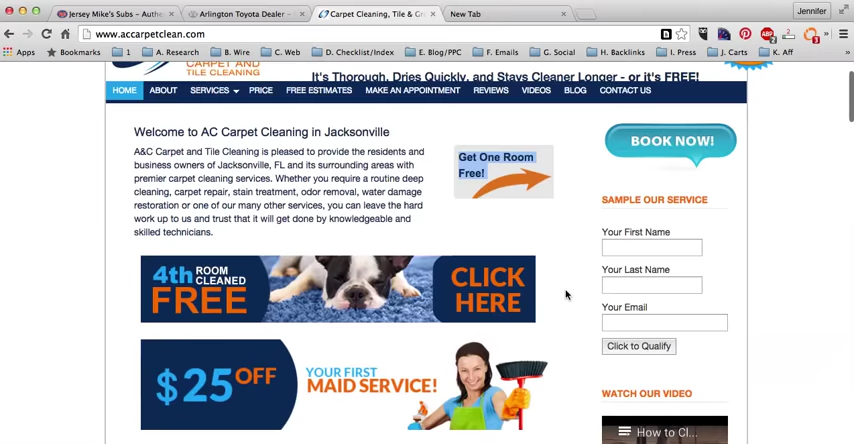 Jersey Mike's Subs – Authe
Arlington Toyota Dealer –
Carpet Cleaning, Tile & Gr
New Tab
Jennifer
www.accarpetclean.com
Apps
Bookmarks
1
A. Research
B. Wire
C. Web
D. Checklist/Index
E. Blog/PPC
F. Emails
G. Social
H. Backlinks
I. Press
J. Carts
K. Aff
CARPET AND
TILE CLEANING
It's Thorough, Dries Quickly, and Stays Cleaner Longer - or it's FREE!
HOME ABOUT SERVICES PRICE FREE ESTIMATES MAKE AN APPOINTMENT REVIEWS VIDEOS BLOG CONTACT US
Welcome to AC Carpet Cleaning in Jacksonville
A&C Carpet and Tile Cleaning is pleased to provide the residents and
business owners of Jacksonville, FL and its surrounding areas with
premier carpet cleaning services. Whether you require a routine deep
cleaning, carpet repair, stain treatment, odor removal, water damage
restoration or one of our many other services, you can leave the hard
work up to us and trust that it will get done by knowledgeable and
skilled technicians.
Get One Room
Free!
4th ROOM
CLEANED
FREE
CLICK
HERE
$25 OFF
YOUR FIRST
MAID SERVICE!
BOOK NOW!
SAMPLE OUR SERVICE
Your First Name
Your Last Name
Your Email
Click to Qualify
WATCH OUR VIDEO
How to Cl...